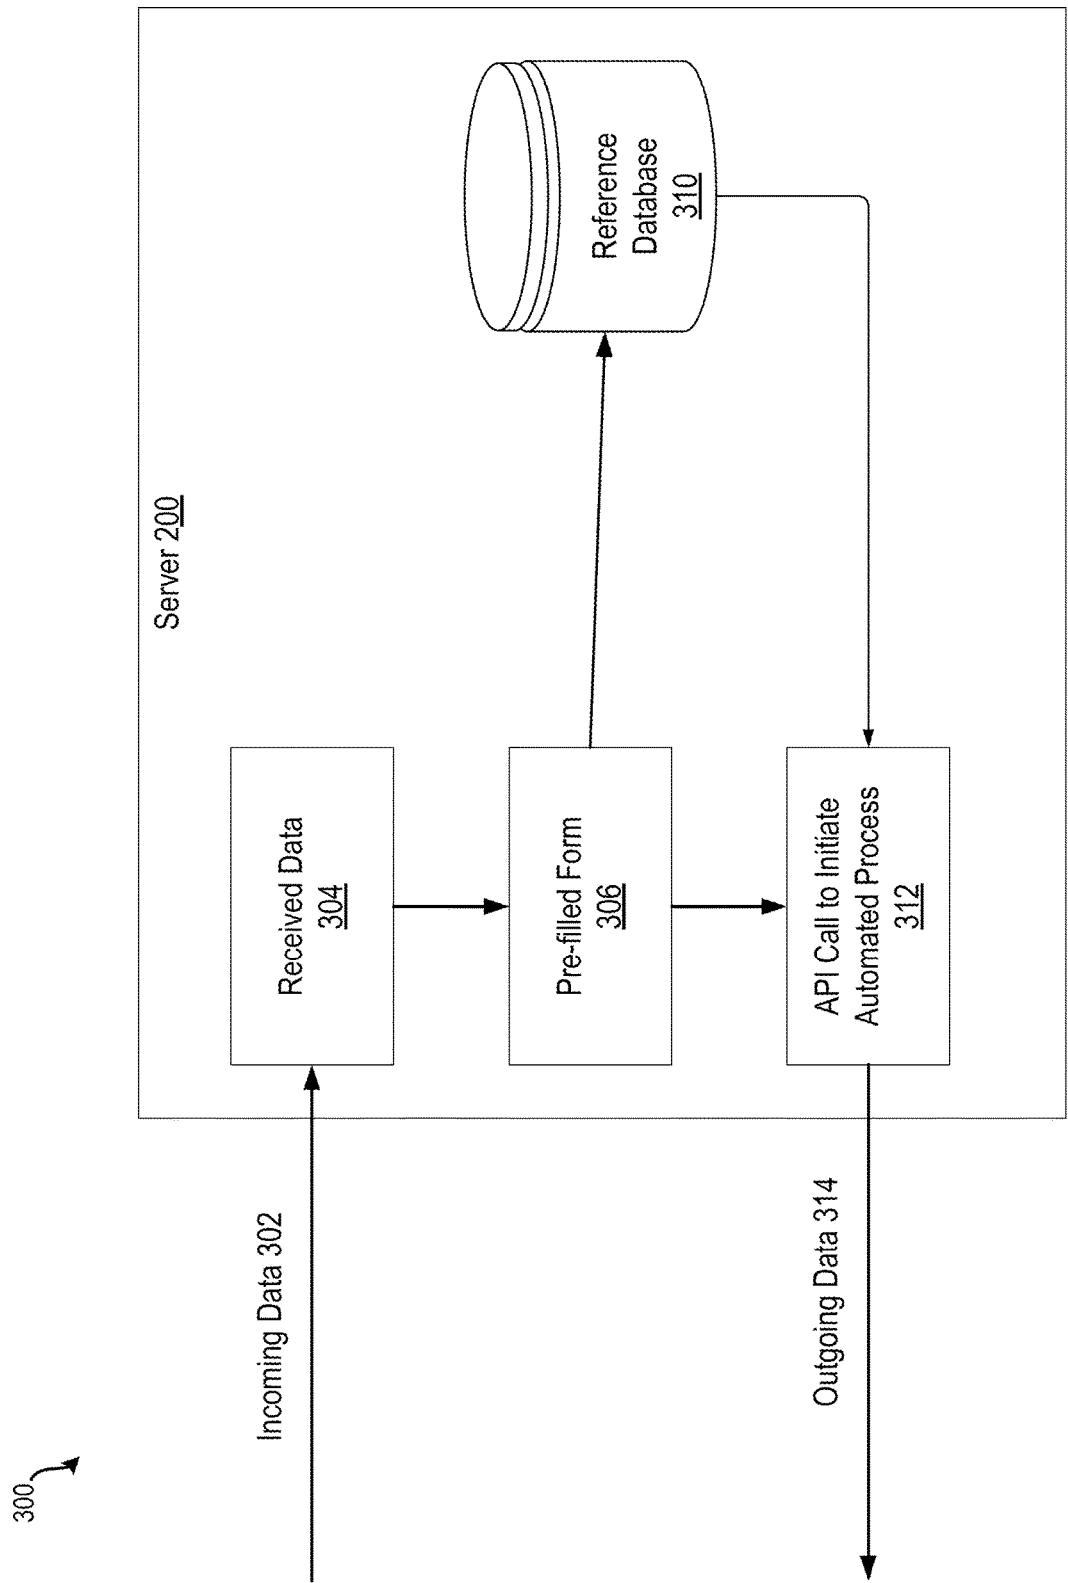 300
Server 200
Incoming Data 302
Received Data
304
Pre-filled Form
306
Reference
Database
310
API Call to Initiate
Automated Process
312
Outgoing Data 314